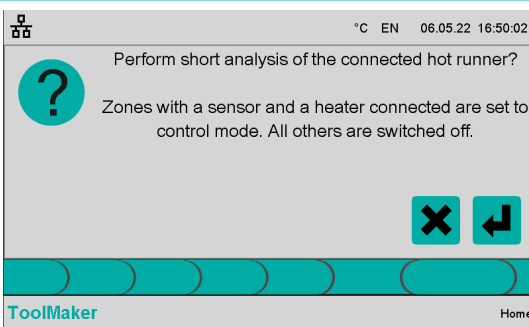 °C EN 06.05.22 16:50:02
Perform short analysis of the connected hot runner?
Zones with a sensor and a heater connected are set to
control mode. All others are switched off.
ToolMaker Home